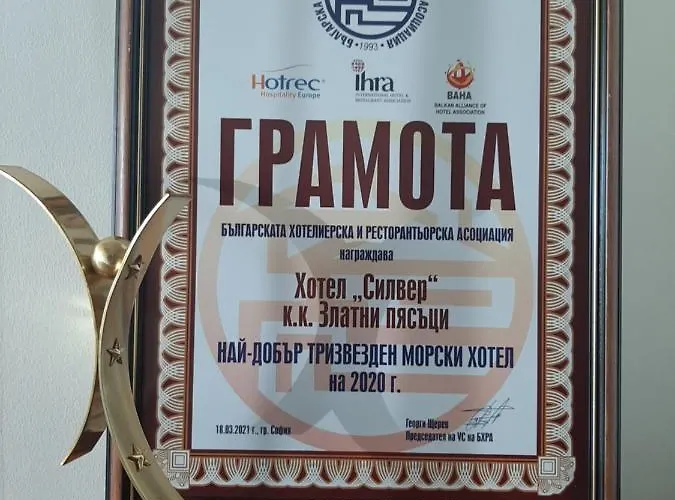 БЪЛГАРСКА
АСОЦИАЦИЯ
•1993•
Hotrec
Hospitality Europe
ihra
INTERNATIONAL HOTEL &
RESTAURANT ASSOCIATION
BAHA
BALKAN ALLIANCE OF
HOTEL ASSOCIATION
ГРАМОТА
БЪЛГАРСКАТА ХОТЕЛИЕРСКА И РЕСТОРАНТЬОРСКА АСОЦИАЦИЯ
награждава
Хотел „Силвер“
к.к. Златни пясъци
НАЙ-ДОБЪР ТРИЗВЕЗДЕН МОРСКИ ХОТЕЛ
на 2020 г.
18.03.2021 г., гр. София
Георги Щерев
Председател на УС на БХРА